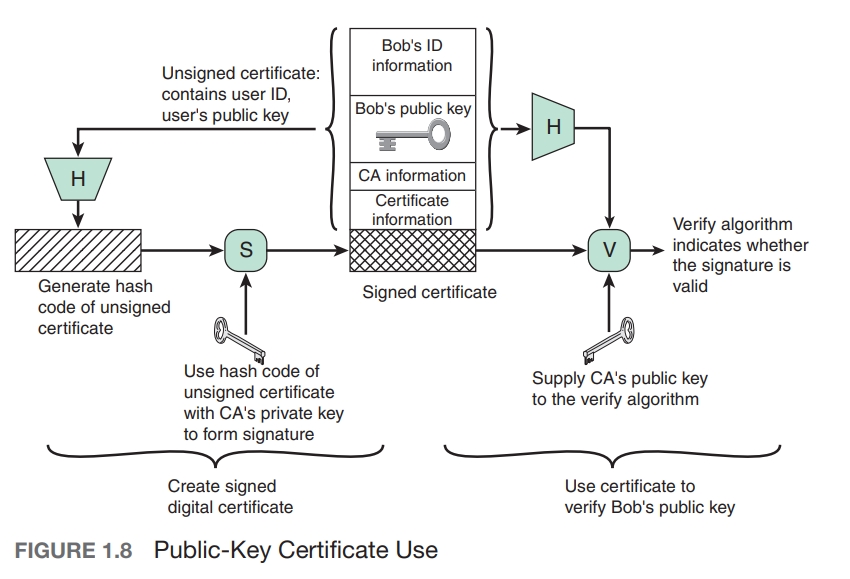 Bob's ID
information
Unsigned certificate:
contains user ID,
user's public key
Bob's public key
H
H
CA information
Certificate
information
S
V
Verify algorithm
indicates whether
the signature is
valid
Generate hash
code of unsigned
certificate
Signed certificate
Use hash code of
unsigned certificate
with CA's private key
to form signature
Supply CA's public key
to the verify algorithm
Create signed
digital certificate
Use certificate to
verify Bob's public key
FIGURE 1.8 Public-Key Certificate Use